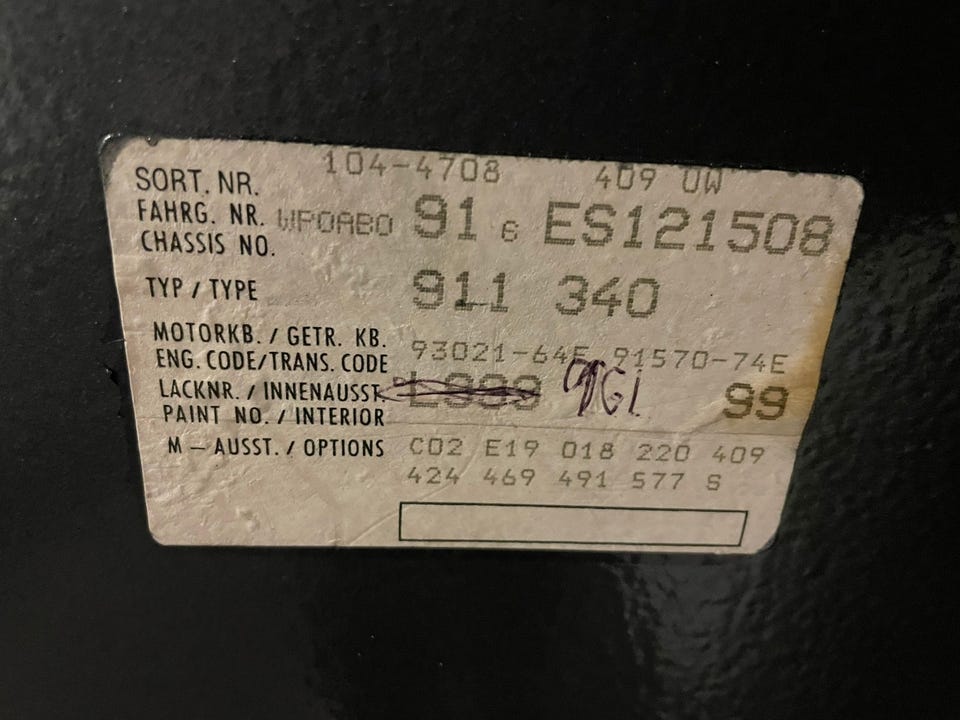 104-4708 409 UW
SORT. NR.
FAHRG. NR. WP0AB0 91 6 ES121508
CHASSIS NO.
TYP / TYPE 911 340
MOTORKB. / GETR. KB.
ENG. CODE/TRANS. CODE 93021-64E 91570-74E
LACKNR. / INNENAUSST. L999 99
PAINT NO. / INTERIOR
M — AUSST. / OPTIONS C02 E19 018 220 409
424 469 491 577 S